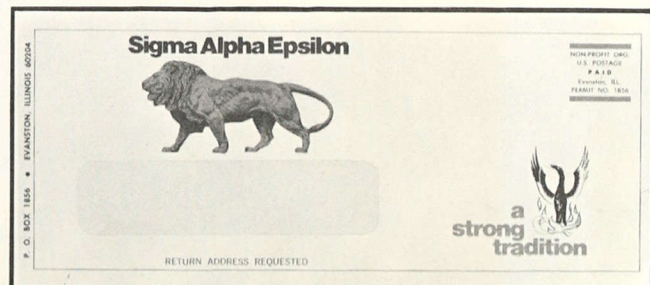 P. O. BOX 1856 • EVANSTON, ILLINOIS 60204
Sigma Alpha Epsilon
NON-PROFIT ORG.
U.S. POSTAGE
PAID
Evanston, ILL.
PERMIT NO. 1856
a
strong
tradition
RETURN ADDRESS REQUESTED